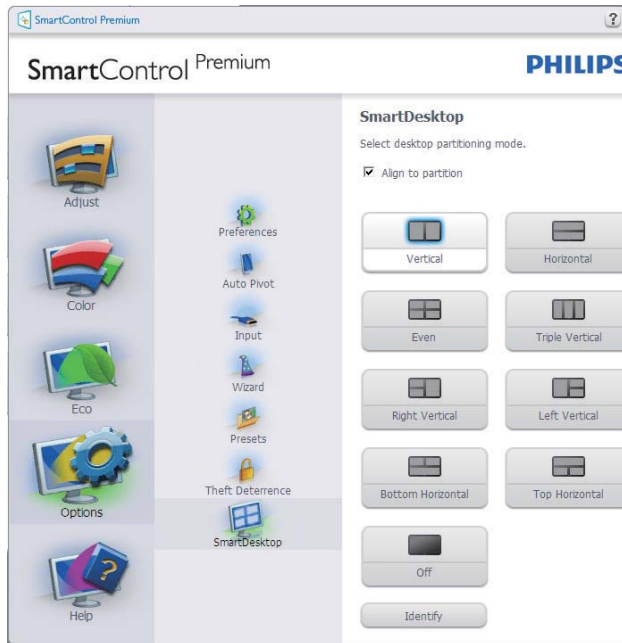 SmartControl Premium
?
SmartControl Premium
PHILIPS
Adjust
Color
Eco
Options
Help
?
Preferences
Auto Pivot
Input
Wizard
Presets
Theft Deterrence
SmartDesktop
SmartDesktop
Select desktop partitioning mode.
Align to partition
Vertical
Horizontal
Even
Triple Vertical
Right Vertical
Left Vertical
Bottom Horizontal
Top Horizontal
Off
Identify